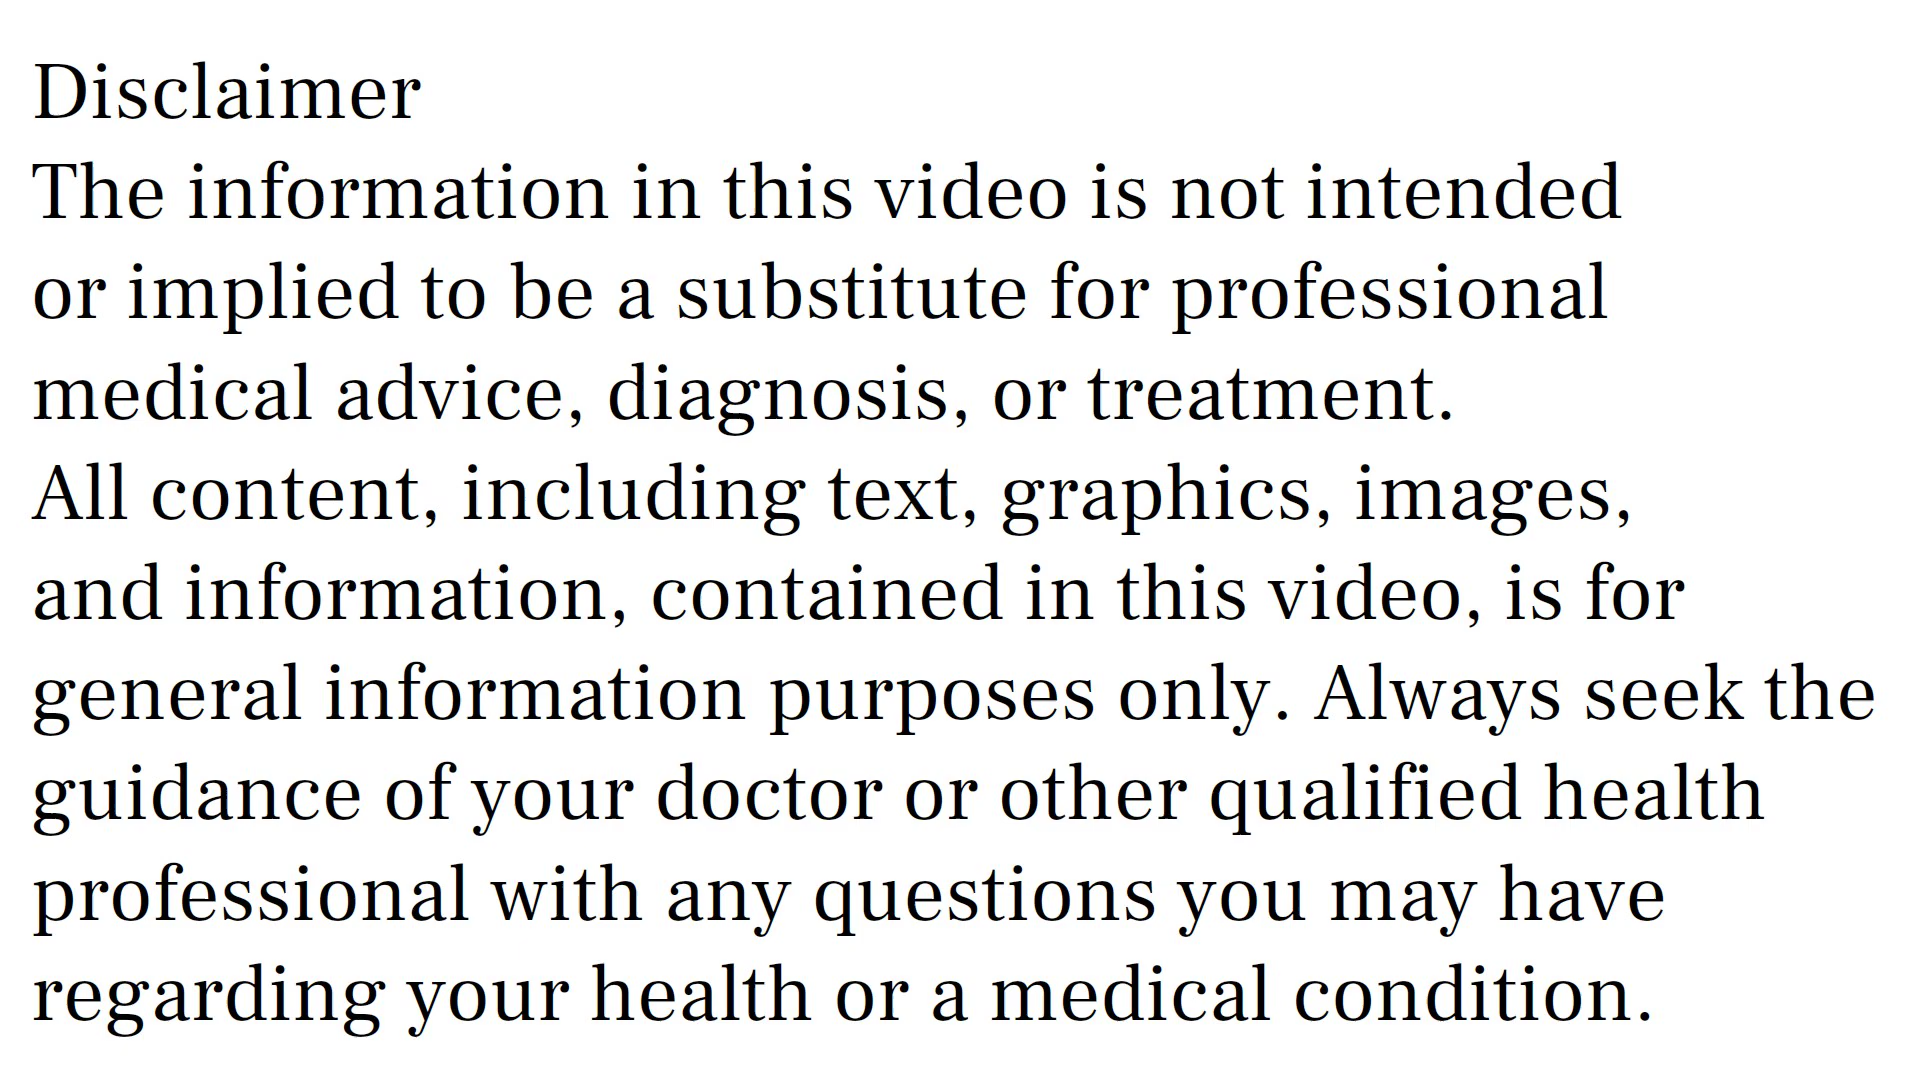 Disclaimer
The information in this video is not intended
or implied to be a substitute for professional
medical advice, diagnosis, or treatment.
All content, including text, graphics, images,
and information, contained in this video, is for
general information purposes only. Always seek the
guidance of your doctor or other qualified health
professional with any questions you may have
regarding your health or a medical condition.